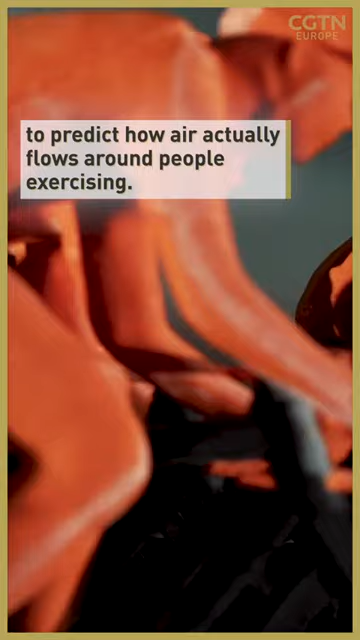 CGTN
EUROPE
to predict how air actually
flows around people
exercising.